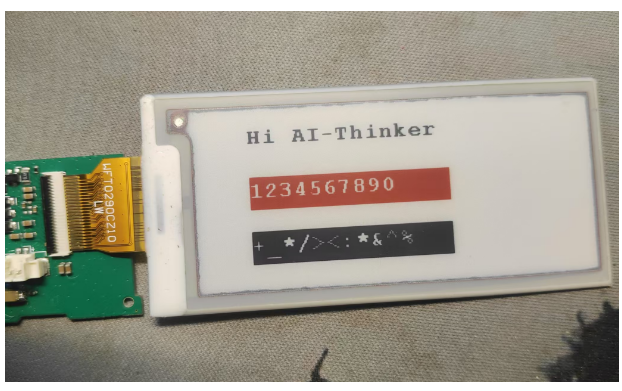 WFT0290CZ10
LW
Hi AI-Thinker
1234567890
+_*/><:*&^%